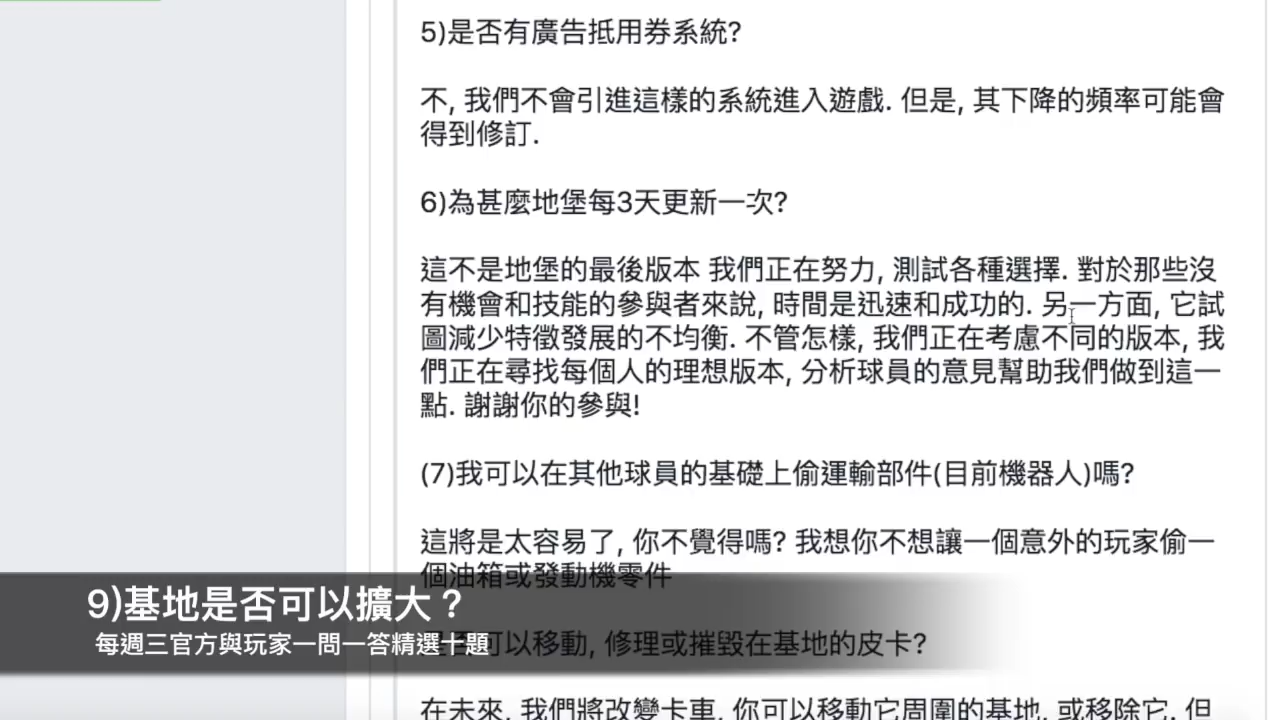 5)是否有廣告抵用券系統?
不, 我們不會引進這樣的系統進入遊戲. 但是, 其下降的頻率可能會
得到修訂.
6)為甚麼地堡每3天更新一次?
這不是地堡的最後版本 我們正在努力, 測試各種選擇. 對於那些沒
有機會和技能的參與者來說, 時間是迅速和成功的. 另一方面, 它試
圖減少特徵發展的不均衡. 不管怎樣, 我們正在考慮不同的版本, 我
們正在尋找每個人的理想版本, 分析球員的意見幫助我們做到這一
點. 謝謝你的參與!
(7)我可以在其他球員的基礎上偷運輸部件(目前機器人)嗎?
這將是太容易了, 你不覺得嗎? 我想你不想讓一個意外的玩家偷一
個油箱或發動機零件
9)基地是否可以擴大？
每週三官方與玩家一問一答精選十題
是否可以移動, 修理或摧毀在基地的皮卡?
在未來, 我們將改變卡車, 你可以移動它周圍的基地, 或移除它. 但